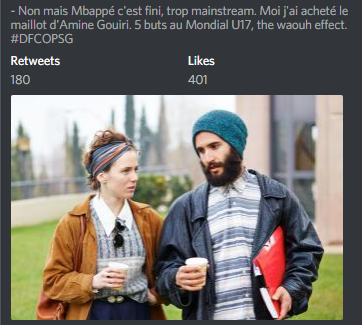 - Non mais Mbappé c'est fini, trop mainstream. Moi j'ai acheté le
maillot d'Amine Gouiri. 5 buts au Mondial U17, the waouh effect.
#DFCOPSG
Retweets Likes
180 401